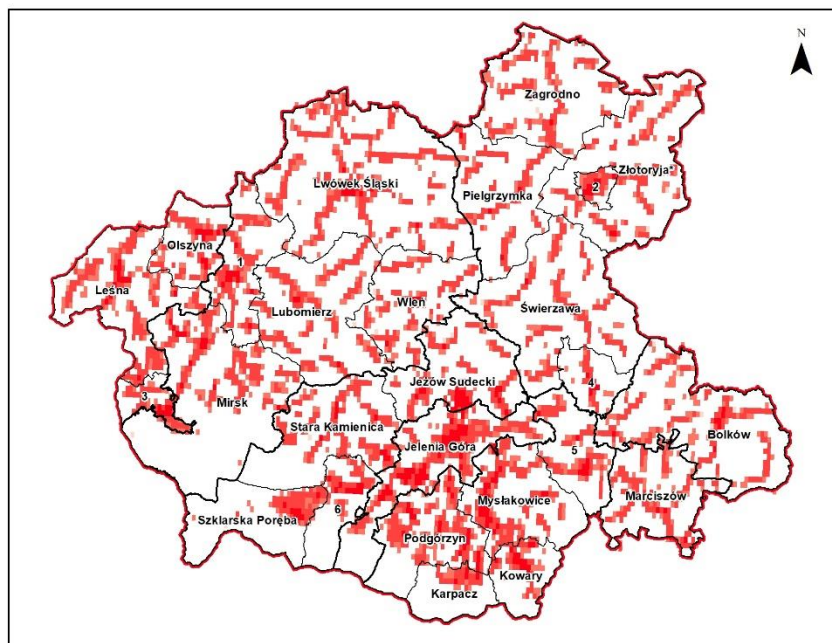 N
Zagrodno
Złotoryja
2
Lwówek Śląski
Pielgrzymka
Olszyna
1
Leśna
Lubomierz
Wleń
Świerzawa
Jeżów Sudecki
4
3
Mirsk
Stara Kamienica
Bolków
Jelenia Góra
5
Marciszów
Mysłakowice
6
Szklarska Poręba
Podgórzyn
Kowary
Karpacz